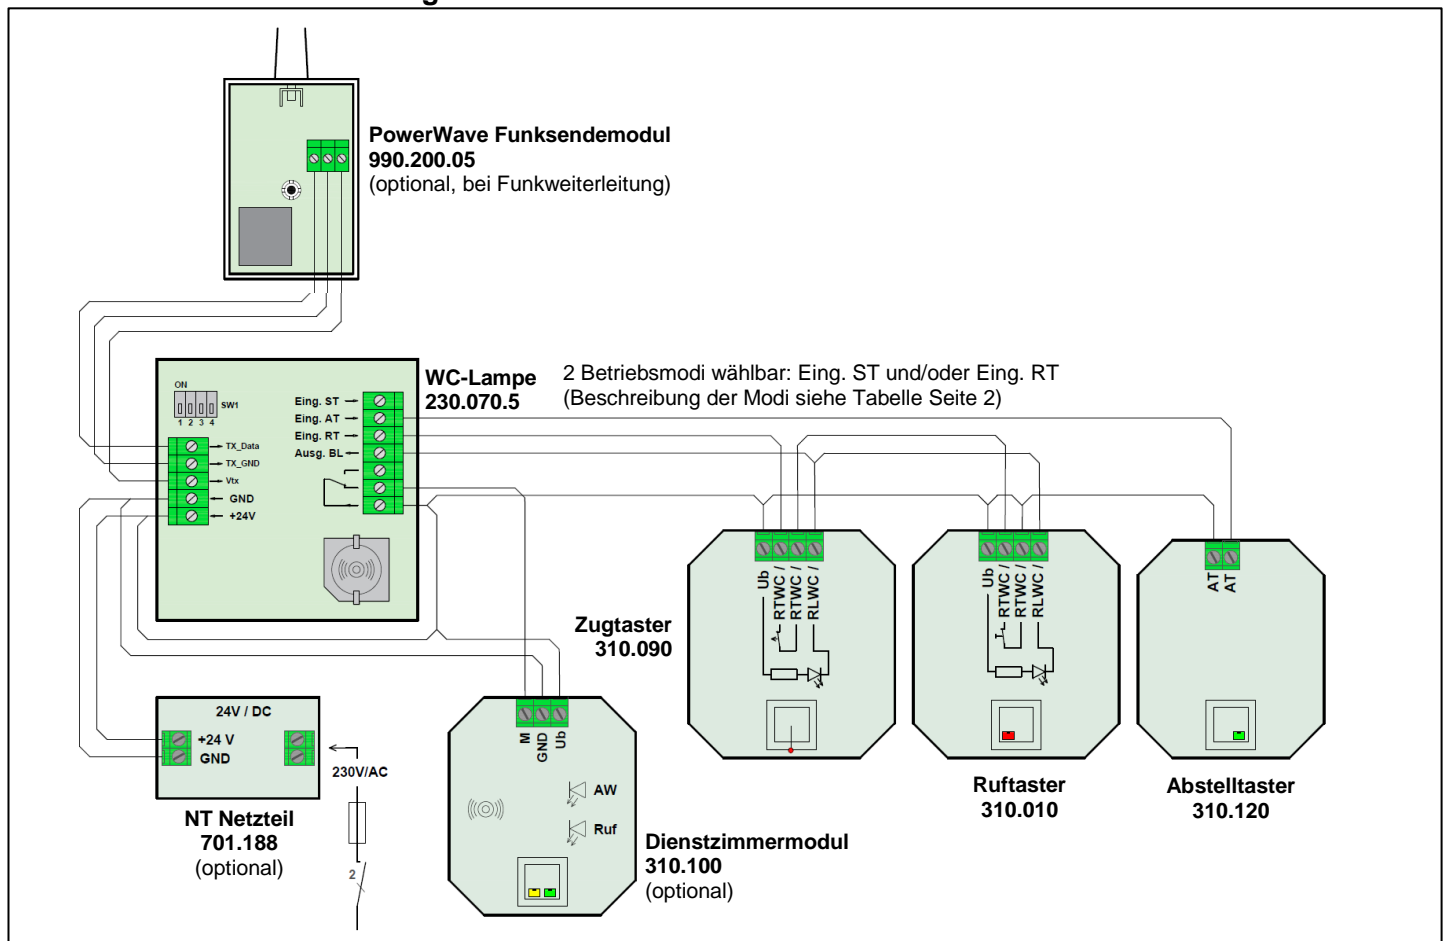 PowerWave Funksendemodul
990.200.05
(optional, bei Funkweiterleitung)
WC-Lampe
230.070.5
2 Betriebsmodi wählbar: Eing. ST und/oder Eing. RT
(Beschreibung der Modi siehe Tabelle Seite 2)
ON
SW1
1 2 3 4
Eing. ST
Eing. AT
Eing. RT
Ausg. BL
TX_Data
TX_GND
Vtx
GND
+24V
Zugtaster
310.090
Ub
RTWC /
RTWC /
RLWC /
Ub
RTWC /
RTWC /
RLWC /
AT
AT
Ruftaster
310.010
Abstelltaster
310.120
24V / DC
+24 V
GND
230V/AC
2
NT Netzteil
701.188
(optional)
M
GND
Ub
AW
Ruf
Dienstzimmermodul
310.100
(optional)